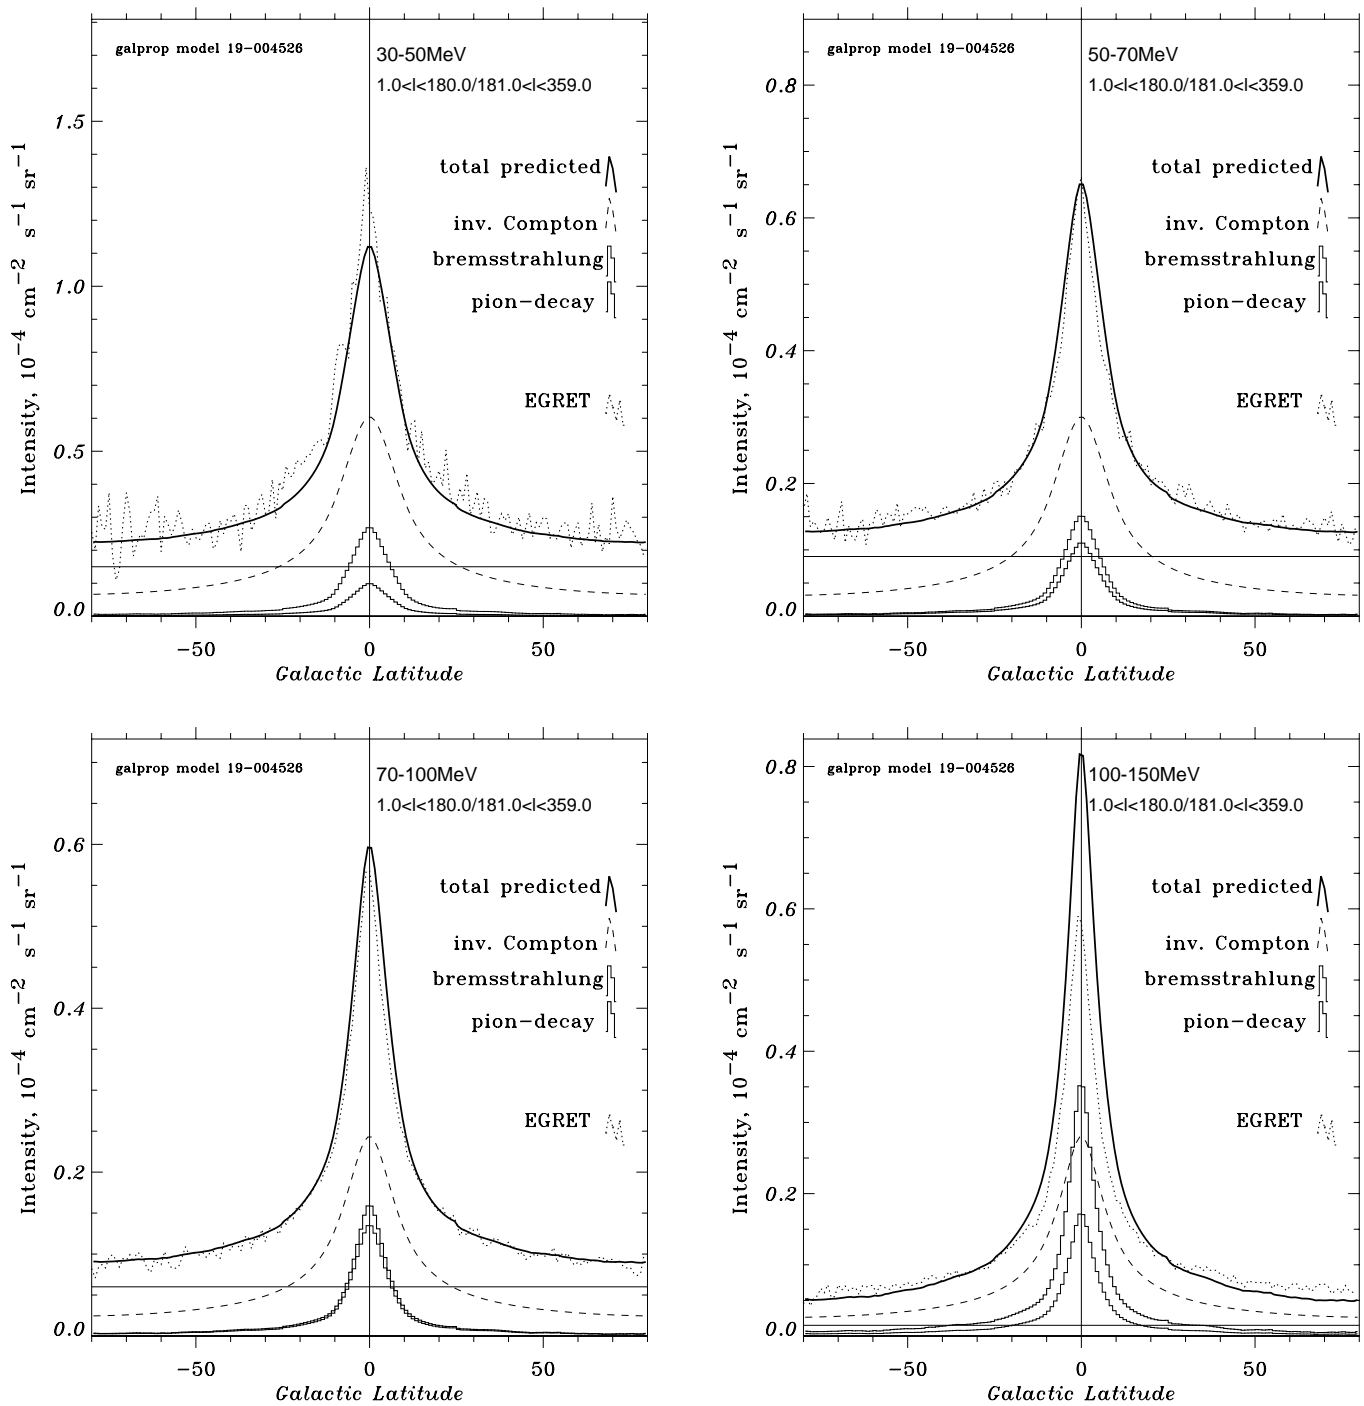 galprop model 19-004526
30-50MeV
1.0<l<180.0/181.0<l<359.0
total predicted
inv. Compton
bremsstrahlung
pion-decay
EGRET
Intensity, 10^-4 cm^-2 s^-1 sr^-1
1.5
1.0
0.5
0.0
-50 0 50
Galactic Latitude
galprop model 19-004526
50-70MeV
1.0<l<180.0/181.0<l<359.0
total predicted
inv. Compton
bremsstrahlung
pion-decay
EGRET
Intensity, 10^-4 cm^-2 s^-1 sr^-1
0.8
0.6
0.4
0.2
0.0
-50 0 50
Galactic Latitude
galprop model 19-004526
70-100MeV
1.0<l<180.0/181.0<l<359.0
total predicted
inv. Compton
bremsstrahlung
pion-decay
EGRET
Intensity, 10^-4 cm^-2 s^-1 sr^-1
0.6
0.4
0.2
0.0
-50 0 50
Galactic Latitude
galprop model 19-004526
100-150MeV
1.0<l<180.0/181.0<l<359.0
total predicted
inv. Compton
bremsstrahlung
pion-decay
EGRET
Intensity, 10^-4 cm^-2 s^-1 sr^-1
0.8
0.6
0.4
0.2
0.0
-50 0 50
Galactic Latitude